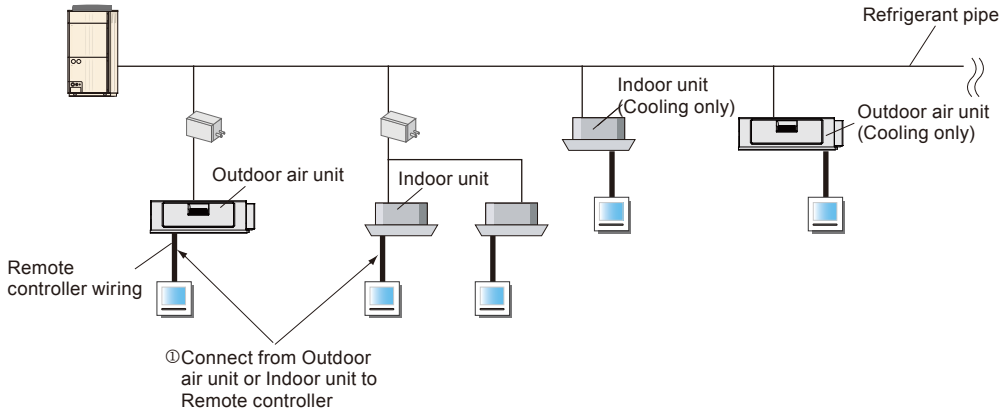 Refrigerant pipe
Indoor unit
(Cooling only)
Outdoor air unit
(Cooling only)
Outdoor air unit
Indoor unit
Remote
controller wiring
①Connect from Outdoor
air unit or Indoor unit to
Remote controller